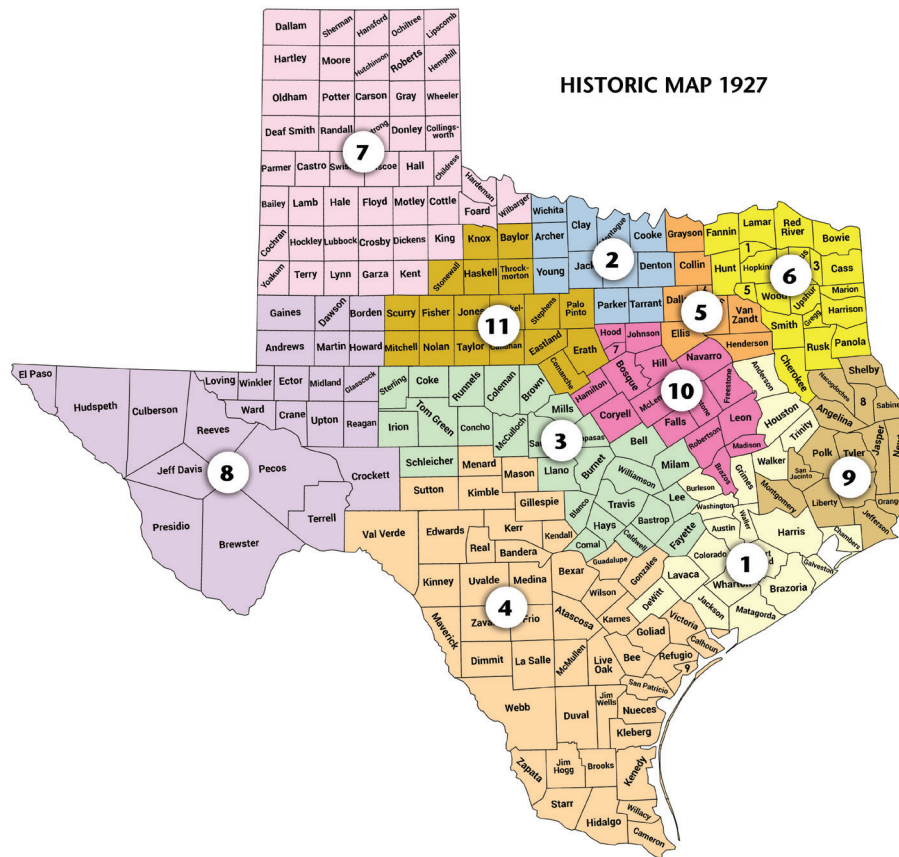 HISTORIC MAP 1927
Dallam
Sherman
Hansford
Ochiltree
Lipscomb
Hartley
Moore
Hutchinson
Roberts
Hemphill
Oldham
Potter
Carson
Gray
Wheeler
Deaf Smith
Randall
Donley
Collings-
worth
7
Parmer
Castro
Hall
Childress
Bailey
Lamb
Hale
Floyd
Motley
Cottle
Hardeman
Foard
Wilbarger
Cochran
Hockley
Lubbock
Crosby
Dickens
King
Yoakum
Terry
Lynn
Garza
Kent
Wichita
Clay
Cooke
Archer
Young
Denton
2
Parker
Tarrant
Grayson
Collin
5
Ellis
Van
Zandt
Henderson
Fannin
Lamar
Red
River
Bowie
1
Hunt
3
Cass
6
5
Wood
Upshur
Marion
Gregg
Harrison
Smith
Rusk
Panola
Cherokee
Knox
Baylor
Stonewall
Haskell
Throck-
morton
Scurry
Fisher
Jones
Stephens
Palo
Pinto
11
Mitchell
Nolan
Taylor
Eastland
Erath
Comanche
Gaines
Dawson
Borden
Andrews
Martin
Howard
El Paso
Hudspeth
Culberson
Loving
Winkler
Ector
Midland
Glasscock
Reeves
Ward
Crane
Upton
Reagan
Jeff Davis
8
Pecos
Crockett
Presidio
Brewster
Terrell
Hood
Johnson
7
Hill
Navarro
Bosque
Hamilton
10
Freestone
Coryell
Falls
Leon
Robertson
Madison
Brazos
Sterling
Coke
Runnels
Coleman
Brown
Mills
Irion
Tom Green
Concho
McCulloch
3
Bell
Schleicher
Llano
Burnet
Williamson
Milam
Blanco
Travis
Lee
Hays
Bastrop
Comal
Caldwell
Fayette
Anderson
Houston
Trinity
Walker
Grimes
Burleson
Washington
Waller
Austin
Harris
Chambers
Colorado
1
Galveston
Lavaca
Wharton
Brazoria
DeWitt
Jackson
Matagorda
Shelby
Nacogdoches
8
Sabine
Angelina
Jasper
Polk
Tyler
San
Jacinto
9
Montgomery
Liberty
Jefferson
Menard
Mason
Sutton
Kimble
Gillespie
Val Verde
Edwards
Kerr
Kendall
Real
Bandera
Bexar
Guadalupe
Gonzales
Kinney
Uvalde
Medina
Wilson
4
Karnes
Maverick
Frio
Atascosa
Goliad
Victoria
Calhoun
Dimmit
La Salle
McMullen
Live
Oak
Bee
Refugio
9
San Patricio
Webb
Duval
Jim
Wells
Nueces
Kleberg
Zapata
Jim
Hogg
Brooks
Kenedy
Starr
Hidalgo
Willacy
Cameron